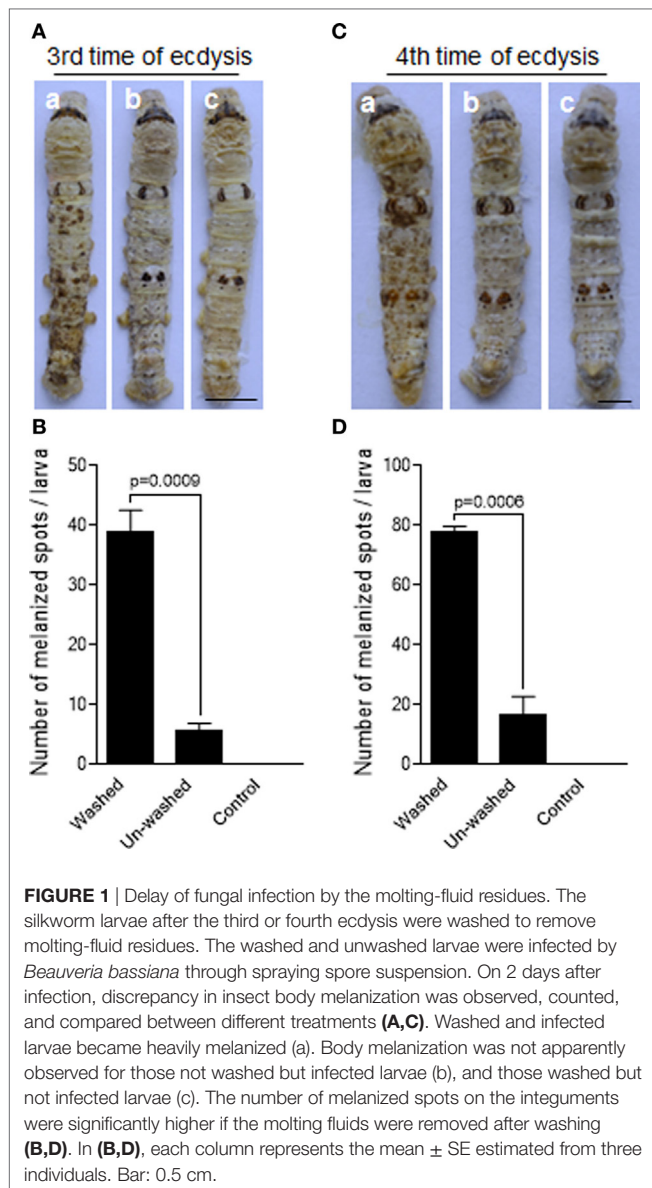 A
3rd time of ecdysis
a b c
C
4th time of ecdysis
a b c
B
Number of melanized spots / larva
50
40
30
20
10
0
p=0.0009
Washed
Un-washed
Control
D
Number of melanized spots / larva
100
80
60
40
20
0
p=0.0006
Washed
Un-washed
Control
FIGURE 1 | Delay of fungal infection by the molting-fluid residues. The
silkworm larvae after the third or fourth ecdysis were washed to remove
molting-fluid residues. The washed and unwashed larvae were infected by
Beauveria bassiana through spraying spore suspension. On 2 days after
infection, discrepancy in insect body melanization was observed, counted,
and compared between different treatments (A,C). Washed and infected
larvae became heavily melanized (a). Body melanization was not apparently
observed for those not washed but infected larvae (b), and those washed but
not infected larvae (c). The number of melanized spots on the integuments
were significantly higher if the molting fluids were removed after washing
(B,D). In (B,D), each column represents the mean ± SE estimated from three
individuals. Bar: 0.5 cm.